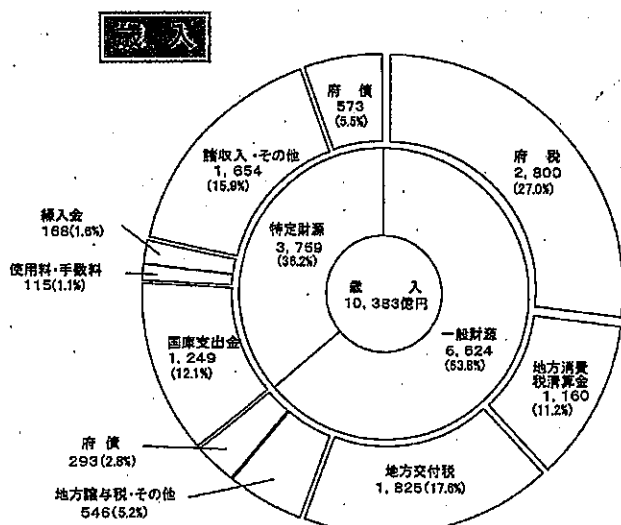 歳 入
府 債
573
(5.5%)
府 税
2,800
(27.0%)
諸収入・その他
1,654
(15.9%)
繰入金
168(1.6%)
特定財源
3,759
(36.2%)
使用料・手数料
115(1.1%)
歳 入
10,383億円
国庫支出金
1,249
(12.1%)
一般財源
6,624
(63.8%)
地方消費
税清算金
1,160
(11.2%)
府 債
293(2.8%)
地方交付税
1,825(17.6%)
地方譲与税・その他
546(5.2%)